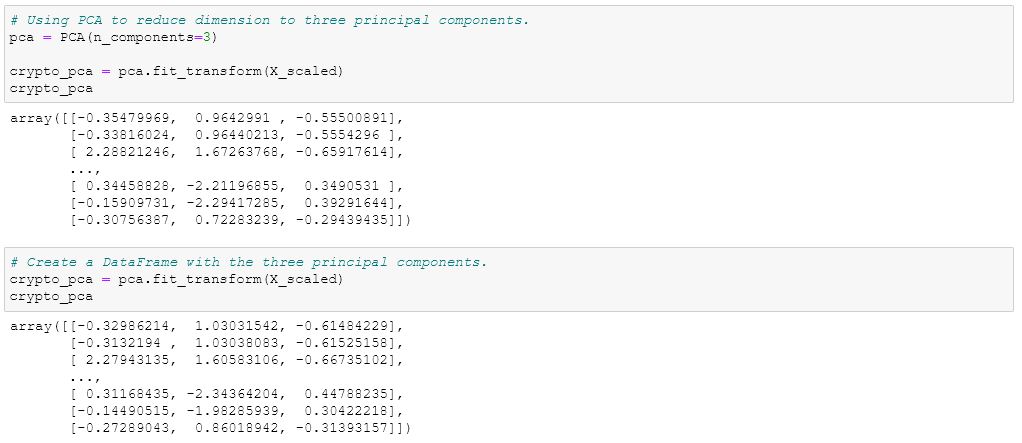 # Using PCA to reduce dimension to three principal components.
pca = PCA(n_components=3)
crypto_pca = pca.fit_transform(X_scaled)
crypto_pca
array([[-0.35479969,  0.9642991 , -0.55500891],
       [-0.33816024,  0.96440213, -0.5554296 ],
       [ 2.28821246,  1.67263768, -0.65917614],
       ...,
       [ 0.34458828, -2.21196855,  0.3490531 ],
       [-0.15909731, -2.29417285,  0.39291644],
       [-0.30756387,  0.72283239, -0.29439435]])
# Create a DataFrame with the three principal components.
crypto_pca = pca.fit_transform(X_scaled)
crypto_pca
array([[-0.32986214,  1.03031542, -0.61484229],
       [-0.3132194 ,  1.03038083, -0.61525158],
       [ 2.27943135,  1.60583106, -0.66735102],
       ...,
       [ 0.31168435, -2.34364204,  0.44788235],
       [-0.14490515, -1.98285939,  0.30422218],
       [-0.27289043,  0.86018942, -0.31393157]])